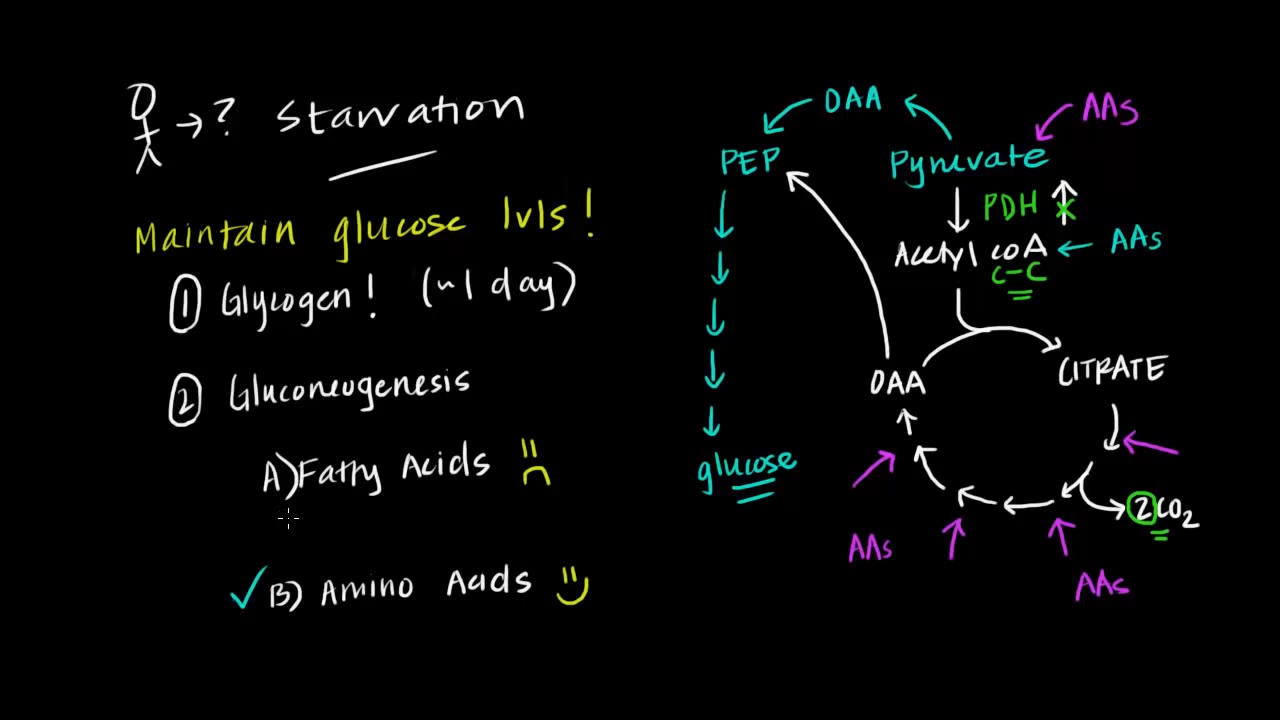 →? Starvation
Maintain glucose lvls!
① Glycogen! (~1 day)
② Gluconeogenesis
A) Fatty Acids
✓ B) Amino Acids
OAA
AAs
PEP
Pyruvate
PDH
Acetyl coA
AAs
C-C
OAA
CITRATE
glucose
2CO2
AAs
AAs